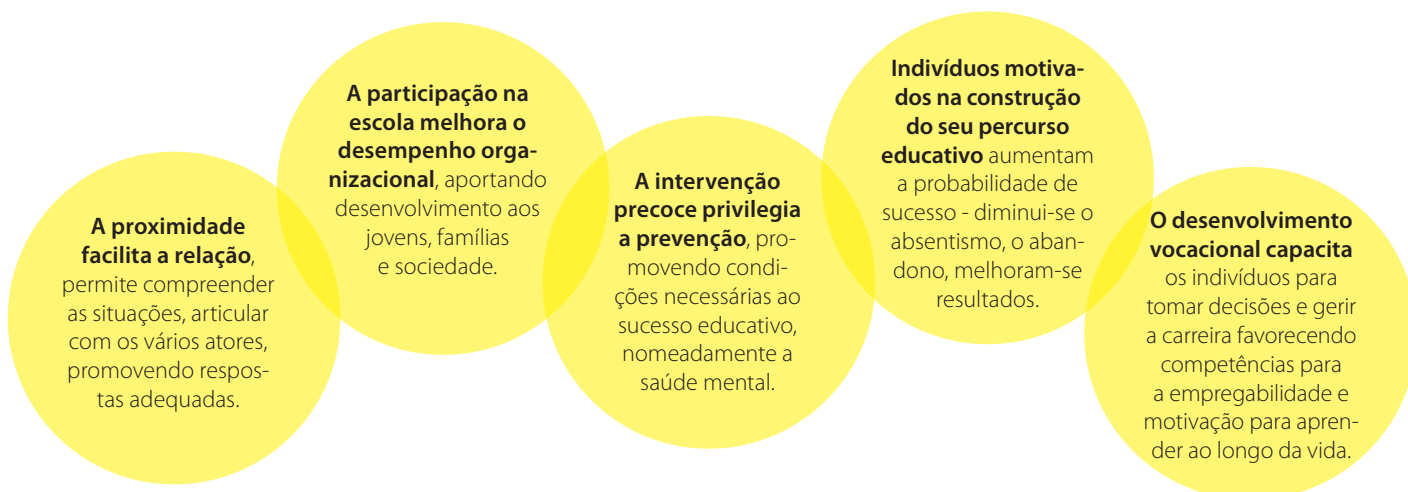 A proximidade
facilita a relação,
permite compreender
as situações, articular
com os vários atores,
promovendo respos-
tas adequadas.
A participação na
escola melhora o
desempenho orga-
nizacional, aportando
desenvolvimento aos
jovens, famílias
e sociedade.
A intervenção
precoce privilegia
a prevenção, pro-
movendo condi-
ções necessárias ao
sucesso educativo,
nomeadamente a
saúde mental.
Indivíduos motiva-
dos na construção
do seu percurso
educativo aumentam
a probabilidade de
sucesso - diminui-se o
absentismo, o aban-
dono, melhoram-se
resultados.
O desenvolvimento
vocacional capacita
os indivíduos para
tomar decisões e gerir
a carreira favorecendo
competências para
a empregabilidade e
motivação para apren-
der ao longo da vida.